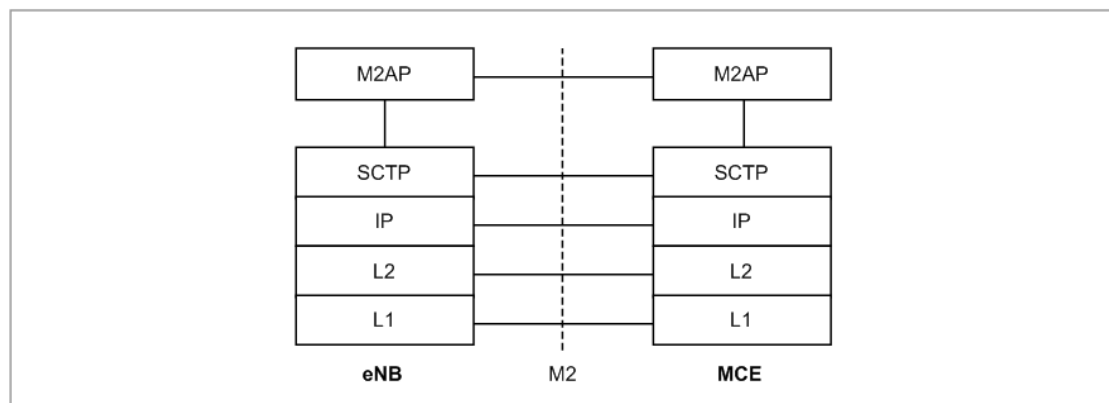 M2AP M2AP
SCTP SCTP
IP IP
L2 L2
L1 L1
eNB M2 MCE